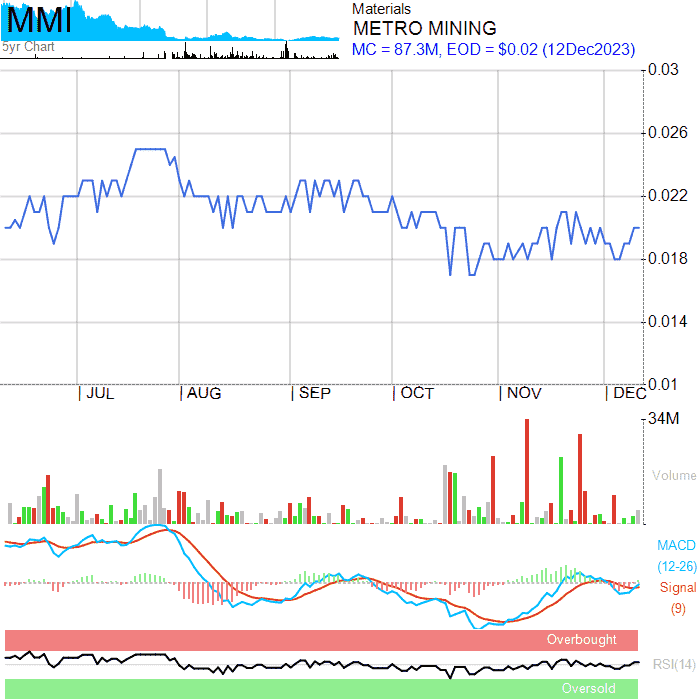 MMI
5yr Chart
Materials
METRO MINING
MC = 87.3M, EOD = $0.02 (12Dec2023)
0.03
0.026
0.022
0.018
0.014
0.01
| JUL | AUG | SEP | OCT | NOV | DEC
34M
Volume
MACD
(12-26)
Signal
(9)
Overbought
RSI(14)
Oversold